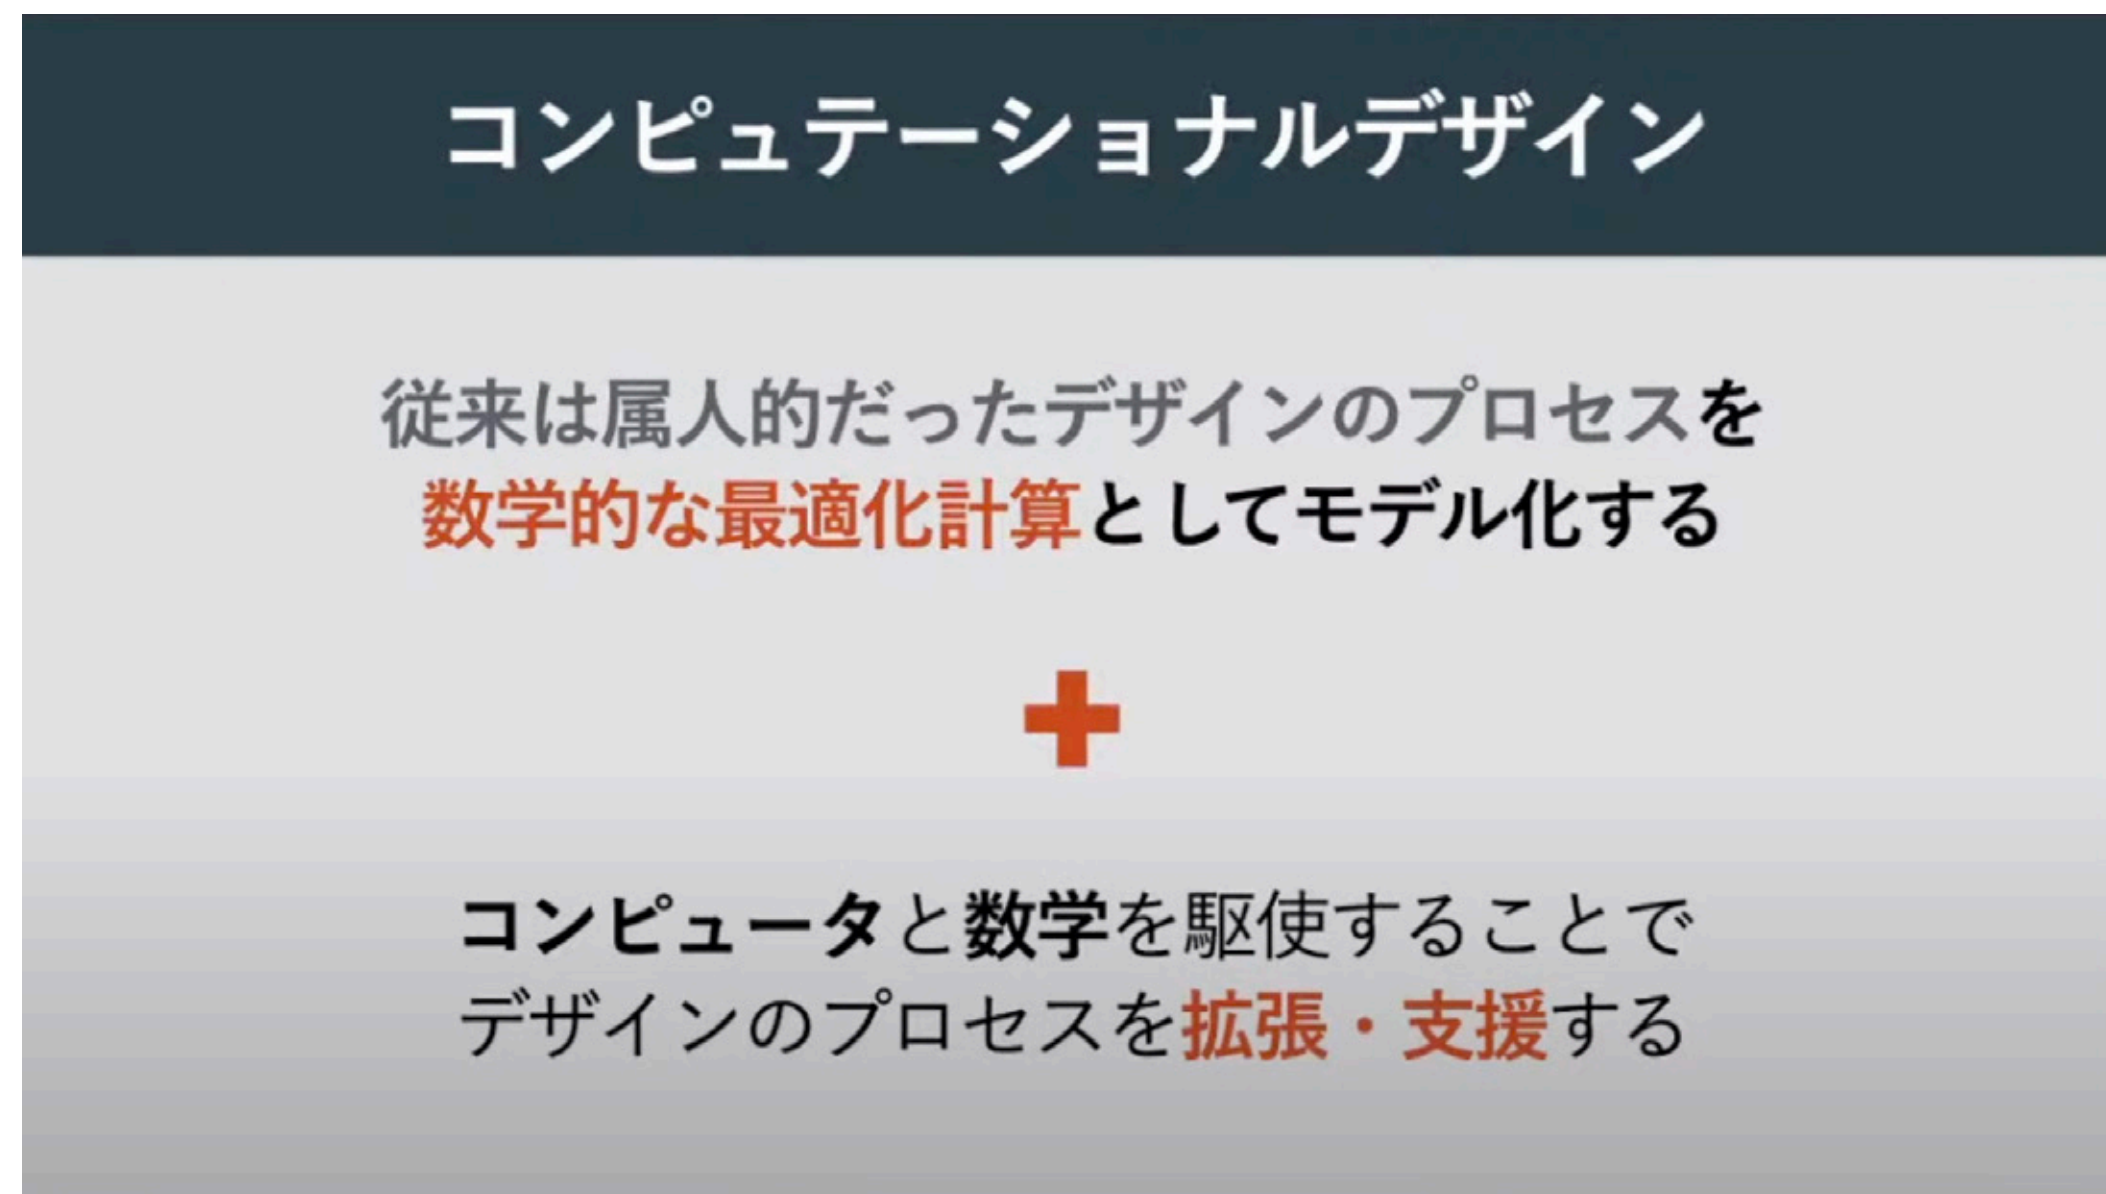 コンピュテーショナルデザイン
従来は属人的だったデザインのプロセスを
数学的な最適化計算としてモデル化する
コンピュータと数学を駆使することで
デザインのプロセスを拡張・支援する